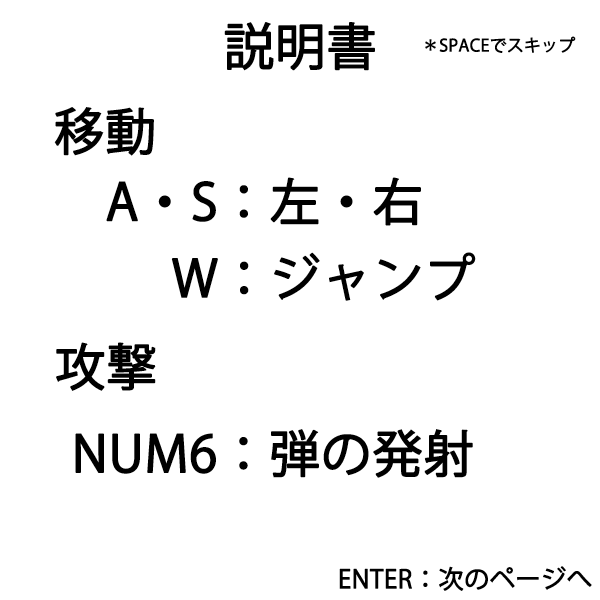 説明書 *SPACEでスキップ
移動
A・S：左・右
W：ジャンプ
攻撃
NUM6：弾の発射
ENTER：次のページへ